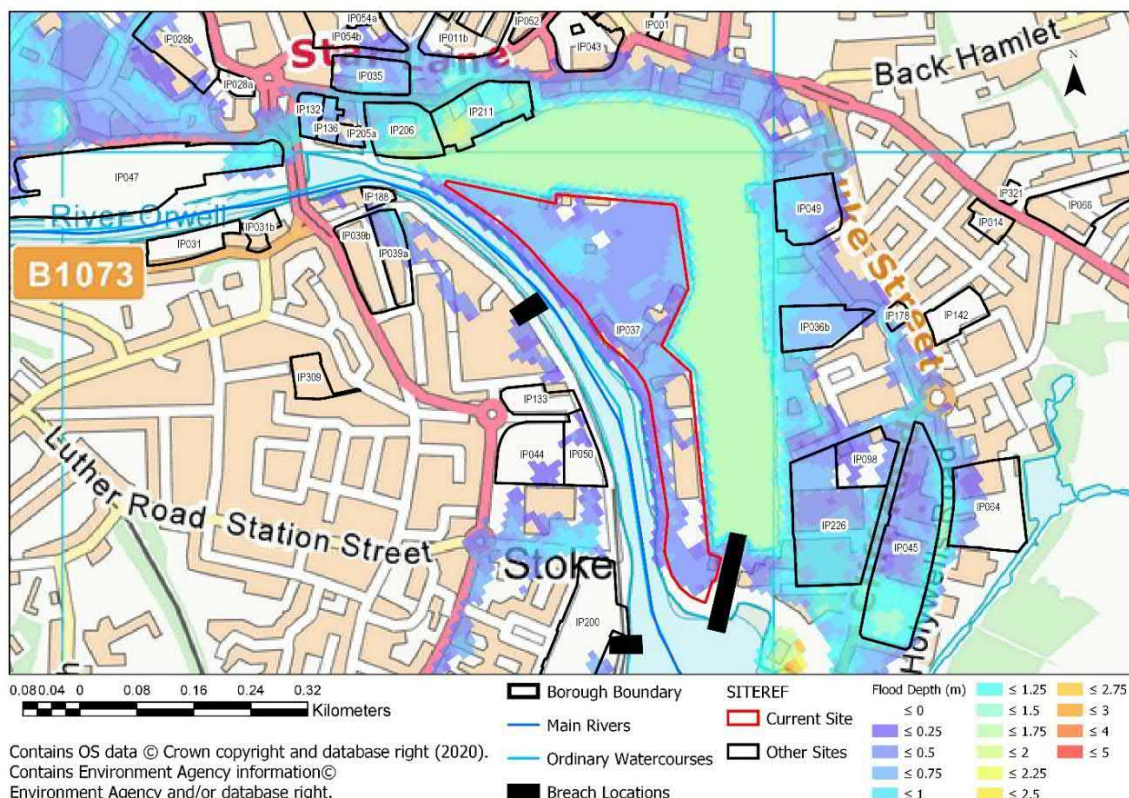 IP054a
IP054b
IP028b
IP028a
IP011b
IP052
IP001
IP043
Star Lane
IP035
Back Hamlet
N
IP132
IP136
IP205a
IP206
IP211
IP047
River Orwell
IP188
IP031
IP031b
IP039b
IP039a
B1073
IP049
Duke Street
IP321
IP014
IP066
IP037
IP036b
IP178
IP142
IP309
IP133
IP044
IP050
IP098
IP226
IP045
IP064
Luther Road
Station Street
Stoke
IP200
0.08 0.04 0 0.08 0.16 0.24 0.32
Kilometers
Contains OS data © Crown copyright and database right (2020).
Contains Environment Agency information©
Environment Agency and/or database right.
Borough Boundary
Main Rivers
Ordinary Watercourses
Breach Locations
SITEREF
Current Site
Other Sites
Flood Depth (m)
≤ 0
≤ 0.25
≤ 0.5
≤ 0.75
≤ 1
≤ 1.25
≤ 1.5
≤ 1.75
≤ 2
≤ 2.25
≤ 2.5
≤ 2.75
≤ 3
≤ 4
≤ 5